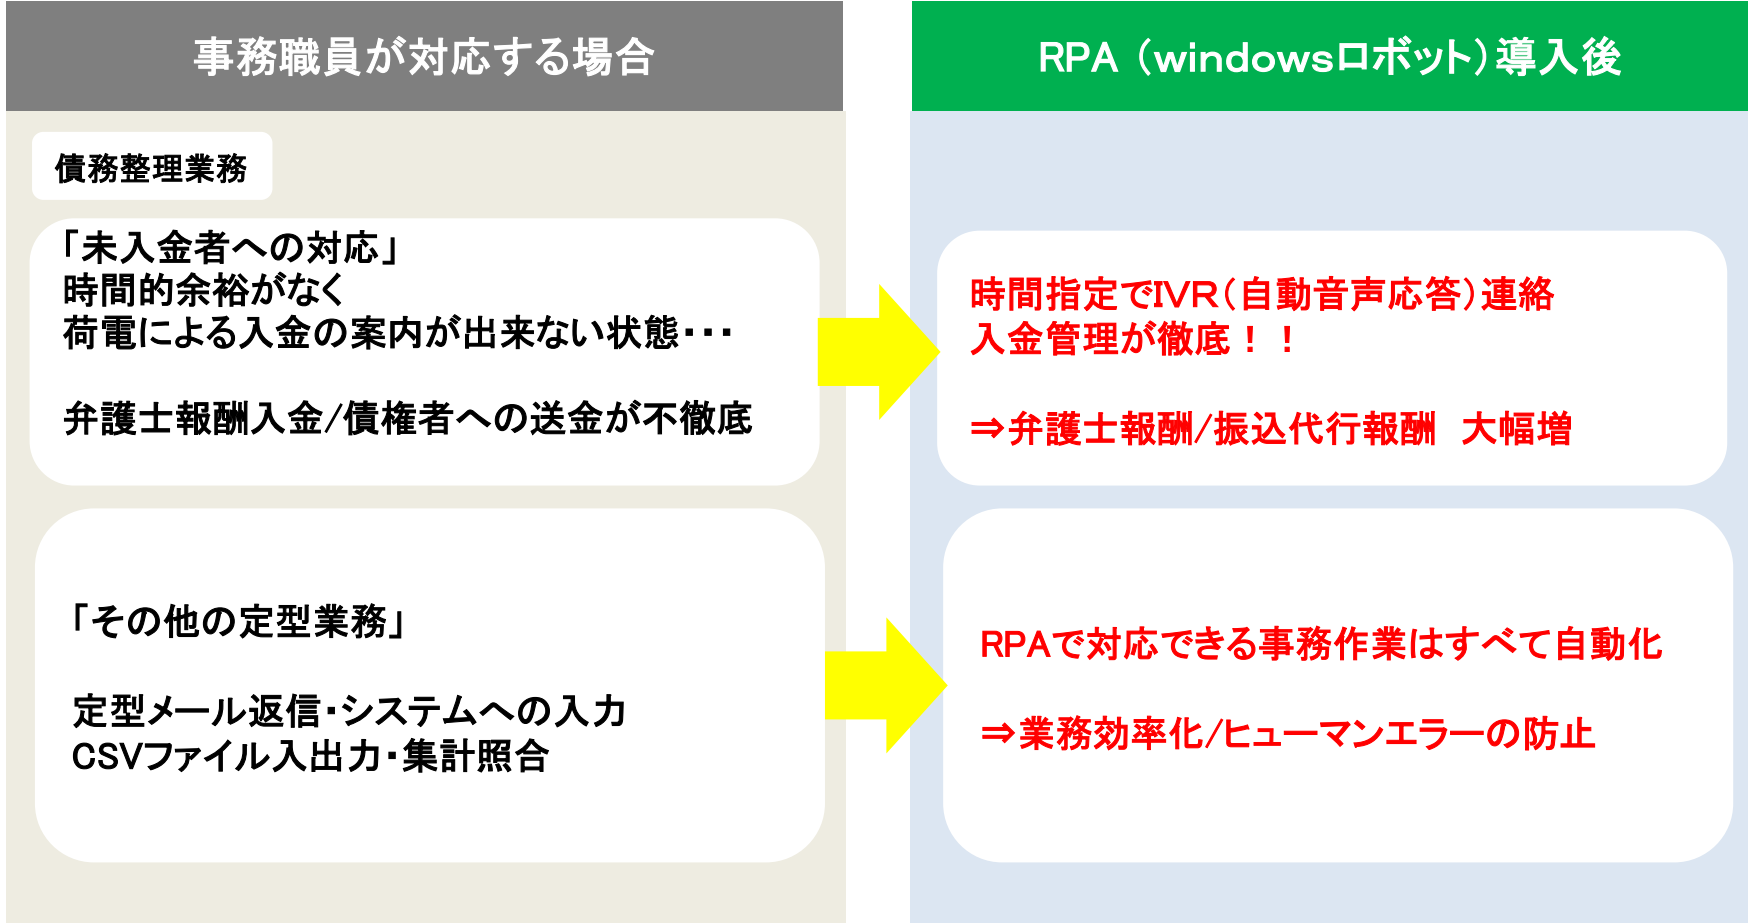 事務職員が対応する場合
債務整理業務
「未入金者への対応」
時間的余裕がなく
荷電による入金の案内が出来ない状態・・・
弁護士報酬入金/債権者への送金が不徹底
「その他の定型業務」
定型メール返信・システムへの入力
CSVファイル入出力・集計照合
RPA（windowsロボット）導入後
時間指定でIVR（自動音声応答）連絡
入金管理が徹底！！
⇒弁護士報酬/振込代行報酬　大幅増
RPAで対応できる事務作業はすべて自動化
⇒業務効率化/ヒューマンエラーの防止